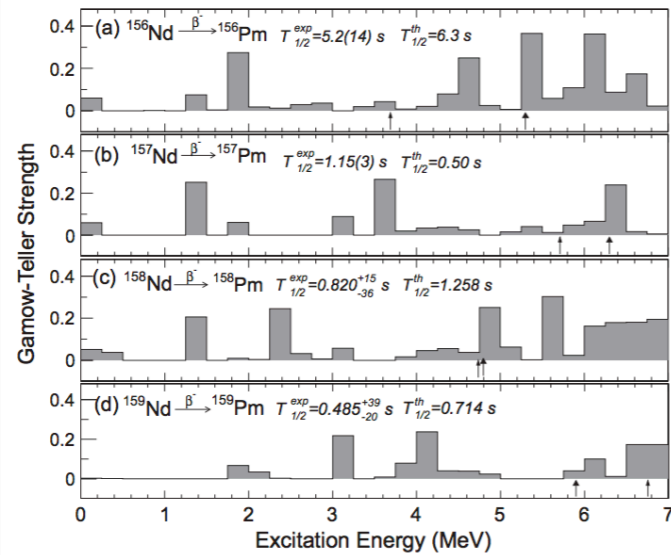 Gamow-Teller Strength
(a) ¹⁵⁶Nd β⁻→ ¹⁵⁶Pm T₁/₂ᵉˣᵖ=5.2(14) s T₁/₂ᵗʰ=6.3 s
0.4
0.2
0
(b) ¹⁵⁷Nd β⁻→ ¹⁵⁷Pm T₁/₂ᵉˣᵖ=1.15(3) s T₁/₂ᵗʰ=0.50 s
0.4
0.2
0
(c) ¹⁵⁸Nd β⁻→ ¹⁵⁸Pm T₁/₂ᵉˣᵖ=0.820⁺¹⁵₋₃₆ s T₁/₂ᵗʰ=1.258 s
0.4
0.2
0
(d) ¹⁵⁹Nd β⁻→ ¹⁵⁹Pm T₁/₂ᵉˣᵖ=0.485⁺³⁹₋₂₀ s T₁/₂ᵗʰ=0.714 s
0.4
0.2
0
0 1 2 3 4 5 6 7
Excitation Energy (MeV)